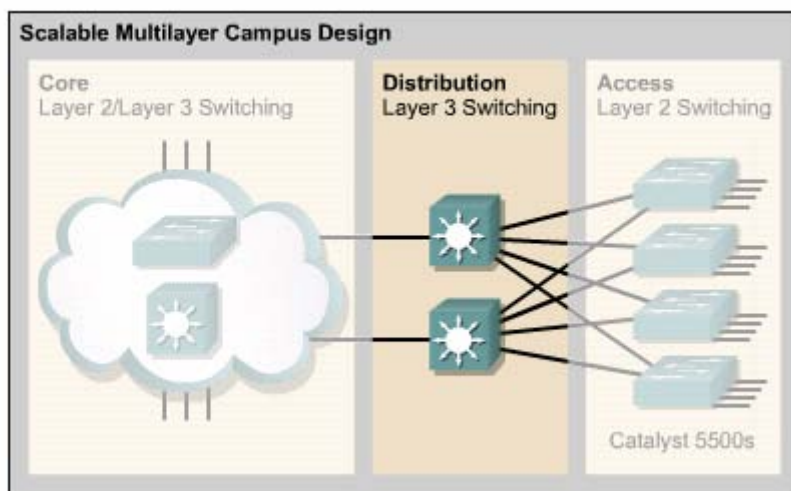 Scalable Multilayer Campus Design
Core
Layer 2/Layer 3 Switching
Distribution
Layer 3 Switching
Access
Layer 2 Switching
Catalyst 5500s